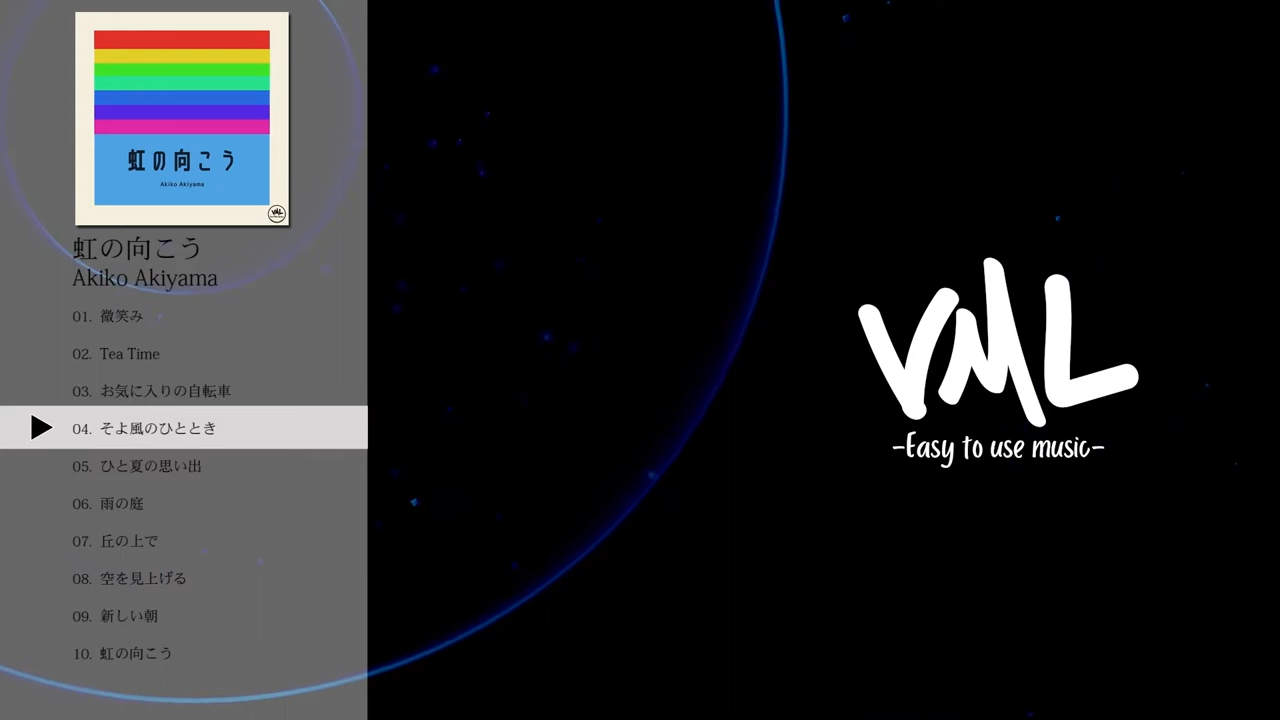 虹の向こう
Akiko Akiyama
VML
虹の向こう
Akiko Akiyama
01. 微笑み
02. Tea Time
03. お気に入りの自転車
04. そよ風のひととき
05. ひと夏の思い出
06. 雨の庭
07. 丘の上で
08. 空を見上げる
09. 新しい朝
10. 虹の向こう
VML
-Easy to use music-